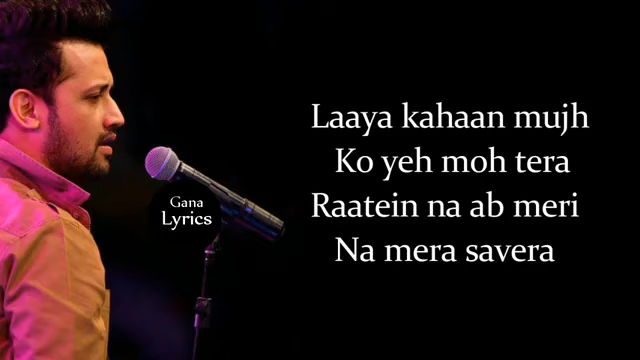 Gana
Lyrics
Laaya kahaan mujh
Ko yeh moh tera
Raatein na ab meri
Na mera savera